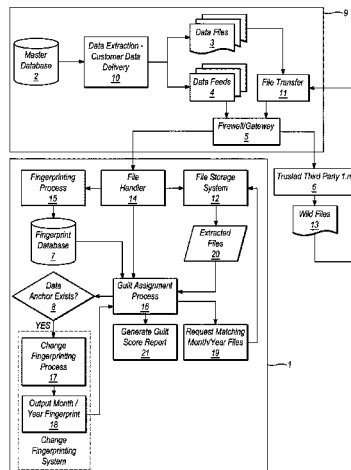 9
Data Files
3
Master
Database
2
Data Extraction -
Customer Data
Delivery
10
Data Feeds
4
File Transfer
11
Firewell/Gateway
5
Fingerprinting
Process
15
File
Handler
14
File Storage
System
12
Trusted Third Party 1.n
6
Wild Files
13
Fingerprint
Database
7
Extracted
Files
20
Data
Anchor Exists?
8
Guilt Assignment
Process
16
YES
Change
Fingerprinting
Process
17
Generate Guilt
Score Report
21
Request Matching
Month/Year Files
19
1
Output Month /
Year Fingerprint
18
Change
Fingerprinting
System